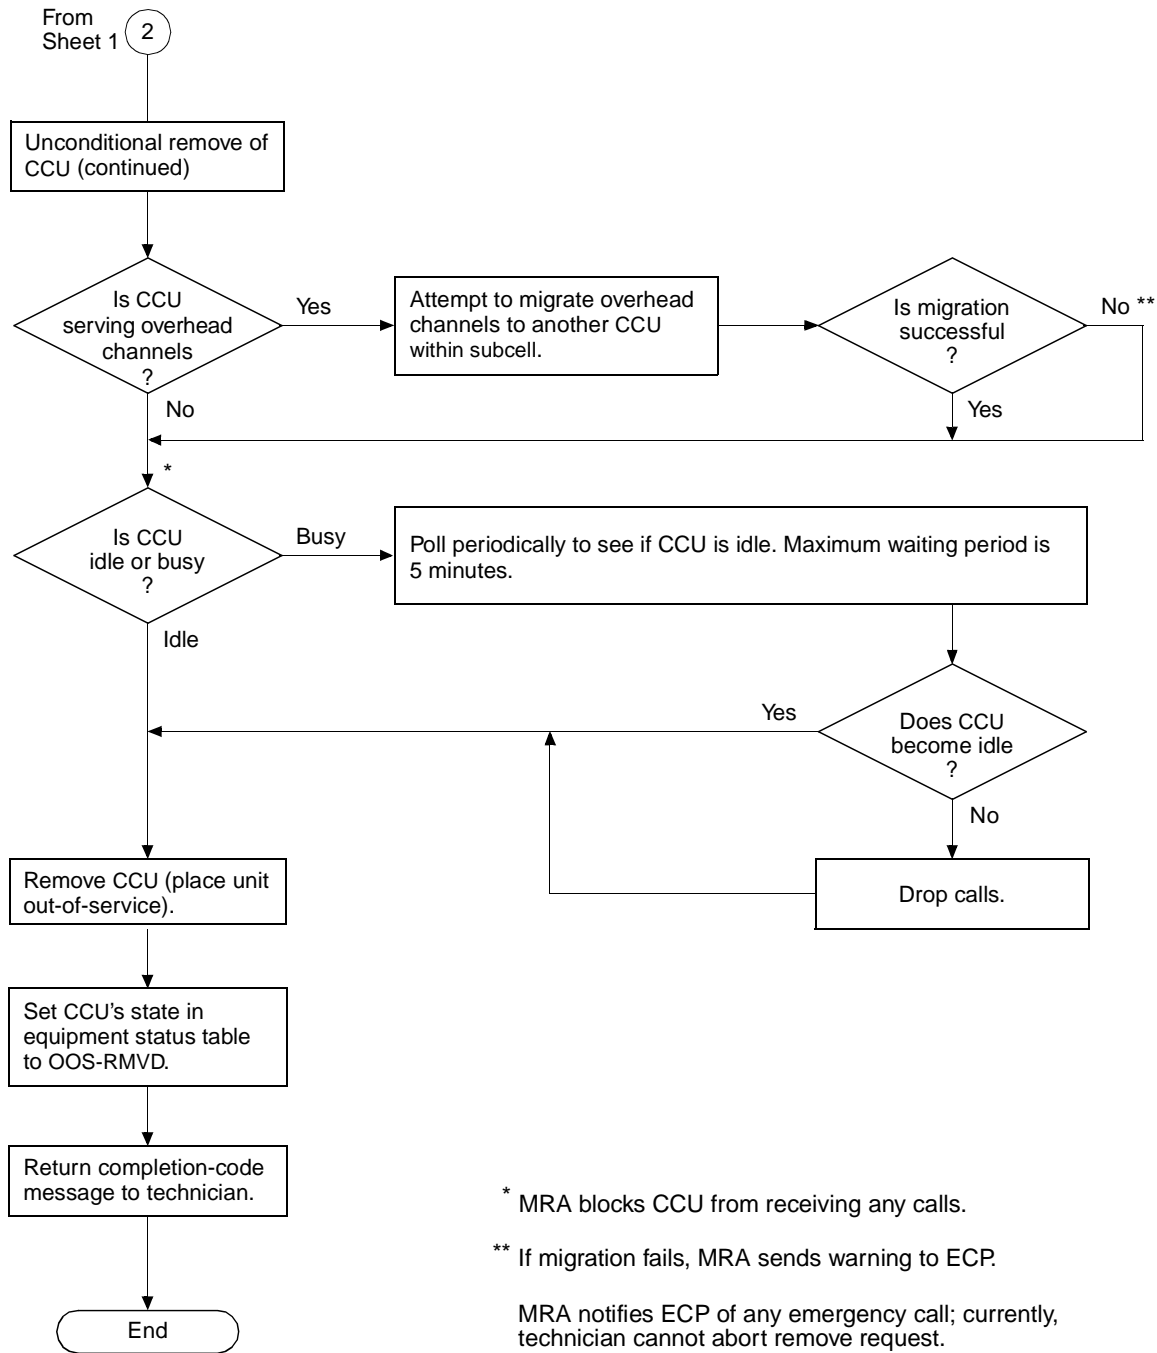 From
Sheet 1
2
Unconditional remove of
CCU (continued)
Is CCU
serving overhead
channels
?
Yes
Attempt to migrate overhead
channels to another CCU
within subcell.
Is migration
successful
?
No **
No
Yes
*
Is CCU
idle or busy
?
Busy
Poll periodically to see if CCU is idle. Maximum waiting period is
5 minutes.
Idle
Yes
Does CCU
become idle
?
No
Remove CCU (place unit
out-of-service).
Drop calls.
Set CCU's state in
equipment status table
to OOS-RMVD.
Return completion-code
message to technician.
End
* MRA blocks CCU from receiving any calls.
** If migration fails, MRA sends warning to ECP.
MRA notifies ECP of any emergency call; currently,
technician cannot abort remove request.